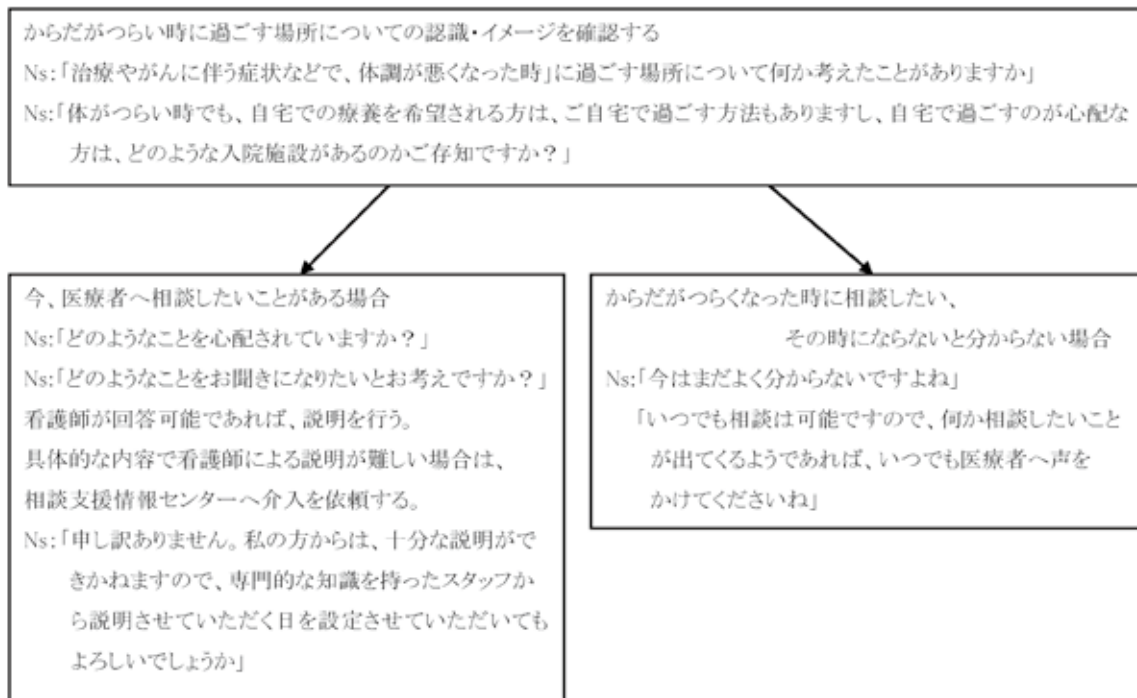 からだがつらい時に過ごす場所についての認識・イメージを確認する
Ns:「治療やがんに伴う症状などで、体調が悪くなった時」に過ごす場所について何か考えたことがありますか」
Ns:「体がつらい時でも、自宅での療養を希望される方は、ご自宅で過ごす方法もありますし、自宅で過ごすのが心配な
方は、どのような入院施設があるのかご存知ですか？」
今、医療者へ相談したいことがある場合
Ns:「どのようなことを心配されていますか？」
Ns:「どのようなことをお聞きになりたいとお考えですか？」
看護師が回答可能であれば、説明を行う。
具体的な内容で看護師による説明が難しい場合は、
相談支援情報センターへ介入を依頼する。
Ns:「申し訳ありません。私の方からは、十分な説明がで
きかねますので、専門的な知識を持ったスタッフか
ら説明させていただく日を設定させていただいても
よろしいでしょうか」
からだがつらくなった時に相談したい、
その時にならないと分からない場合
Ns:「今はまだよく分からないですよね」
「いつでも相談は可能ですので、何か相談したいこと
が出てくるようであれば、いつでも医療者へ声を
かけてくださいね」